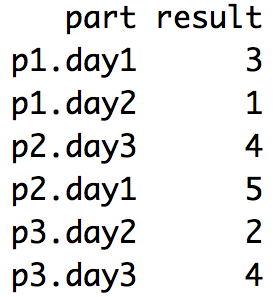 part result
p1.day1 3
p1.day2 1
p2.day3 4
p2.day1 5
p3.day2 2
p3.day3 4